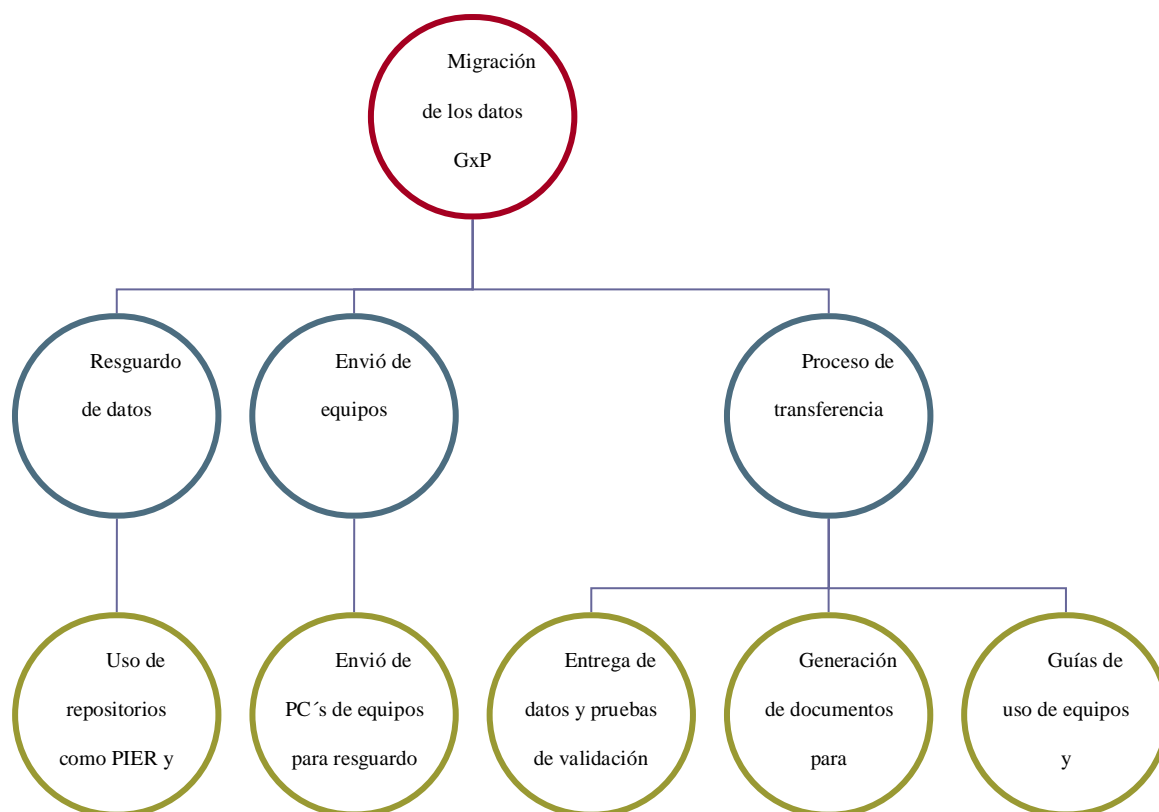 Migración
de los datos
GxP
Resguardo
de datos
Envió de
equipos
Proceso de
transferencia
Uso de
repositorios
como PIER y
Envió de
PC´s de equipos
para resguardo
Entrega de
datos y pruebas
de validación
Generación
de documentos
para
Guías de
uso de equipos
y